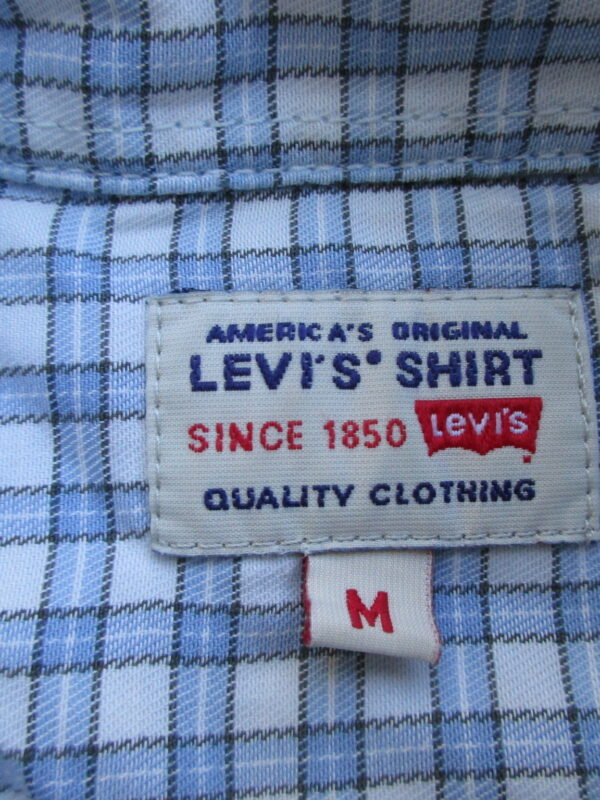 AMERICA'S ORIGINAL
LEVI'S® SHIRT
SINCE 1850 Levi's
QUALITY CLOTHING
M